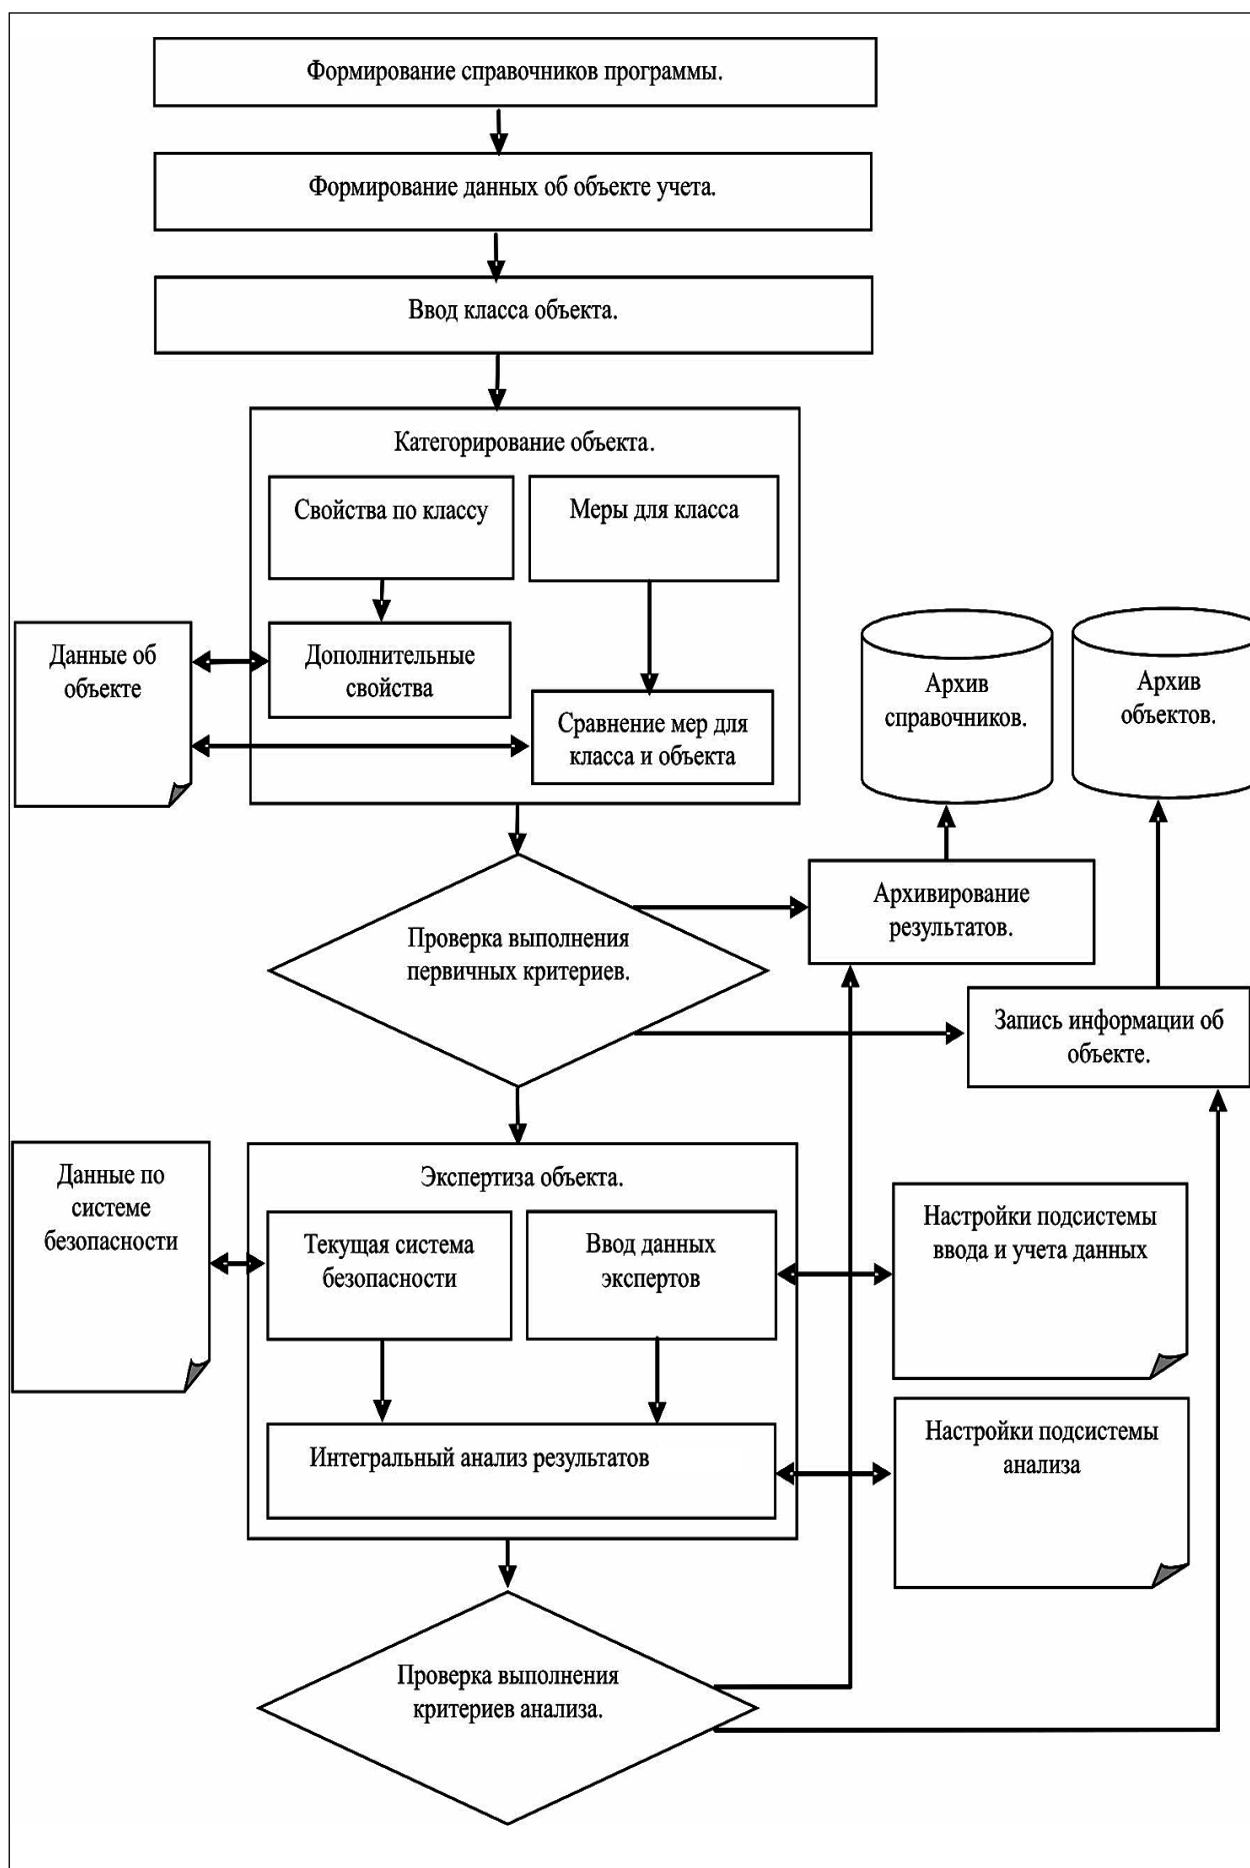 Формирование справочников программы.
Формирование данных об объекте учета.
Ввод класса объекта.
Категорирование объекта.
Свойства по классу
Меры для класса
Данные об
объекте
Дополнительные
свойства
Сравнение мер для
класса и объекта
Архив
справочников.
Архив
объектов.
Проверка выполнения
первичных критериев.
Архивирование
результатов.
Запись информации об
объекте.
Данные по
системе
безопасности
Экспертиза объекта.
Текущая система
безопасности
Ввод данных
экспертов
Настройки подсистемы
ввода и учета данных
Интегральный анализ результатов
Настройки подсистемы
анализа
Проверка выполнения
критериев анализа.